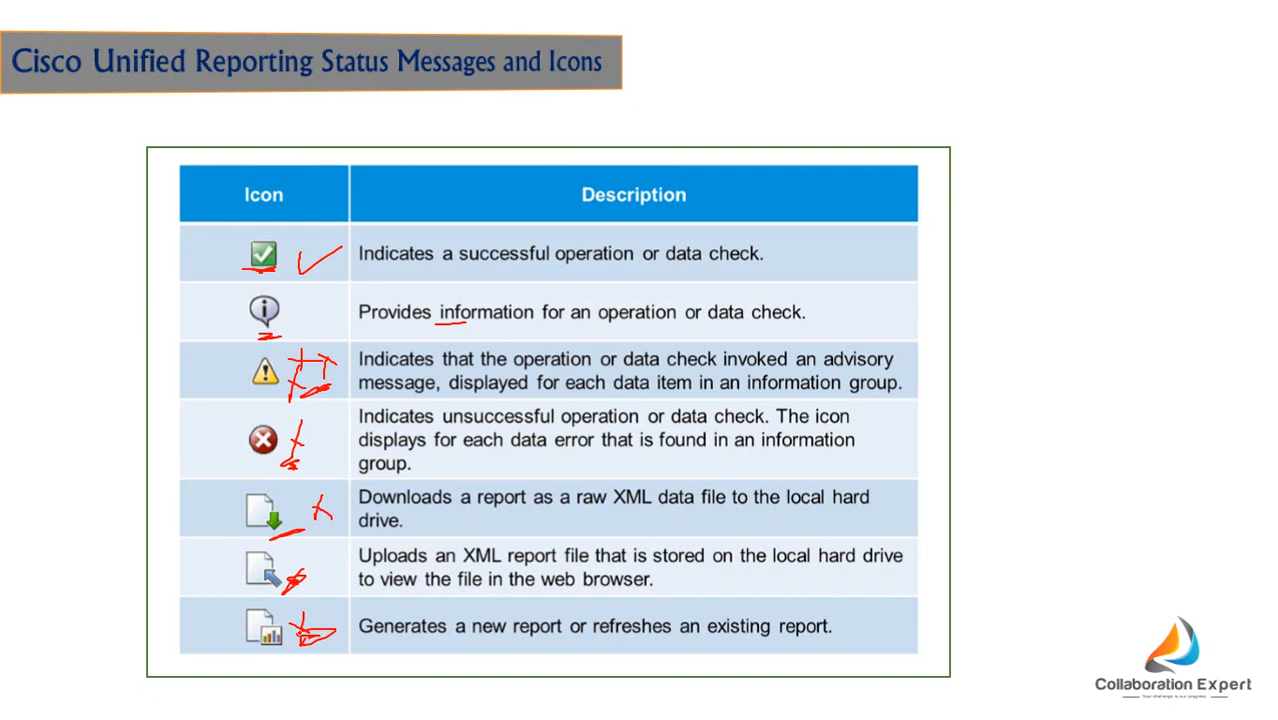 Cisco Unified Reporting Status Messages and Icons
Icon
Description
Indicates a successful operation or data check.
Provides information for an operation or data check.
Indicates that the operation or data check invoked an advisory
message, displayed for each data item in an information group.
Indicates unsuccessful operation or data check. The icon
displays for each data error that is found in an information
group.
Downloads a report as a raw XML data file to the local hard
drive.
Uploads an XML report file that is stored on the local hard drive
to view the file in the web browser.
Generates a new report or refreshes an existing report.
Collaboration Expert